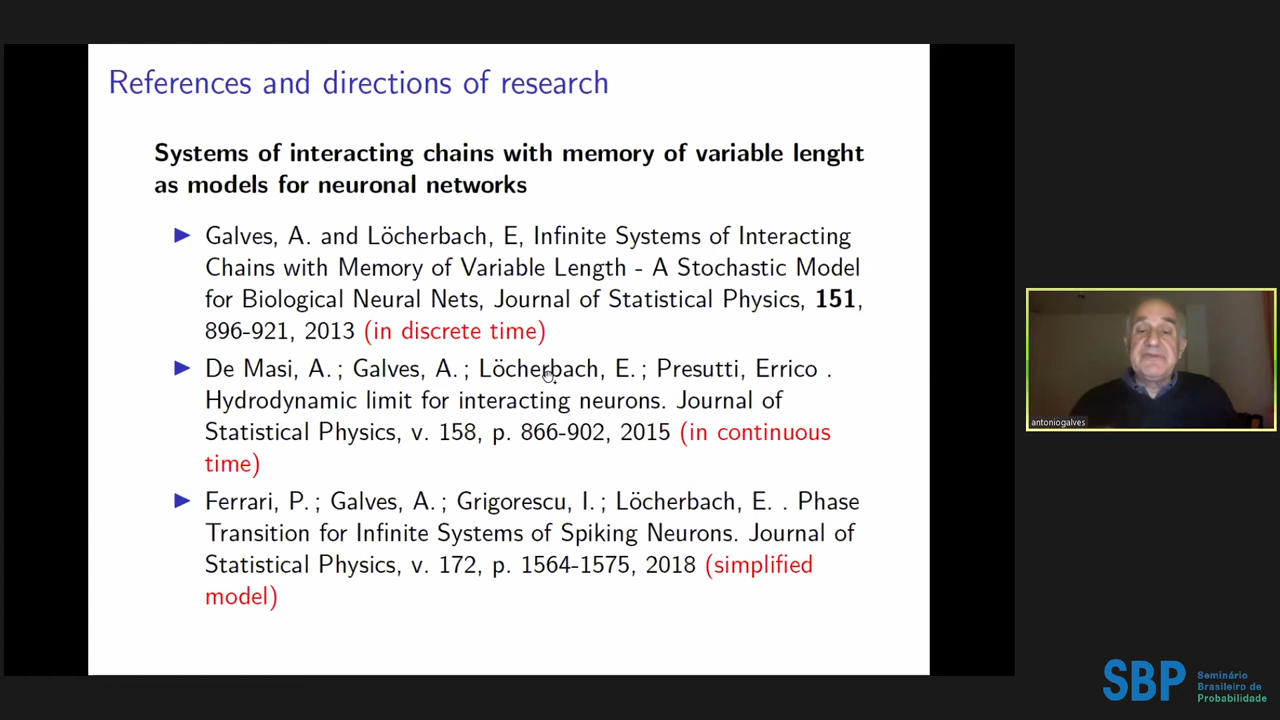 References and directions of research
Systems of interacting chains with memory of variable lenght
as models for neuronal networks
Galves, A. and Löcherbach, E, Infinite Systems of Interacting
Chains with Memory of Variable Length - A Stochastic Model
for Biological Neural Nets, Journal of Statistical Physics, 151,
896-921, 2013 (in discrete time)
De Masi, A. ; Galves, A. ; Löcherbach, E. ; Presutti, Errico .
Hydrodynamic limit for interacting neurons. Journal of
Statistical Physics, v. 158, p. 866-902, 2015 (in continuous
time)
Ferrari, P. ; Galves, A. ; Grigorescu, I. ; Löcherbach, E. . Phase
Transition for Infinite Systems of Spiking Neurons. Journal of
Statistical Physics, v. 172, p. 1564-1575, 2018 (simplified
model)
antoniogalves
SBP
Seminário
Brasileiro de
Probabilidade